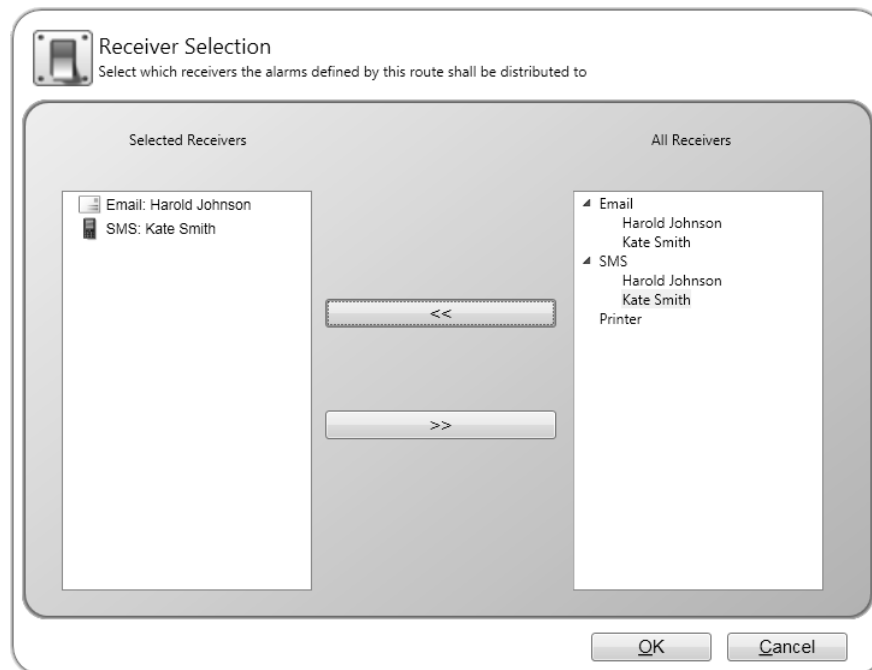 Receiver Selection
Select which receivers the alarms defined by this route shall be distributed to
Selected Receivers
Email: Harold Johnson
SMS: Kate Smith
<<
>>
All Receivers
Email
Harold Johnson
Kate Smith
SMS
Harold Johnson
Kate Smith
Printer
OK
Cancel